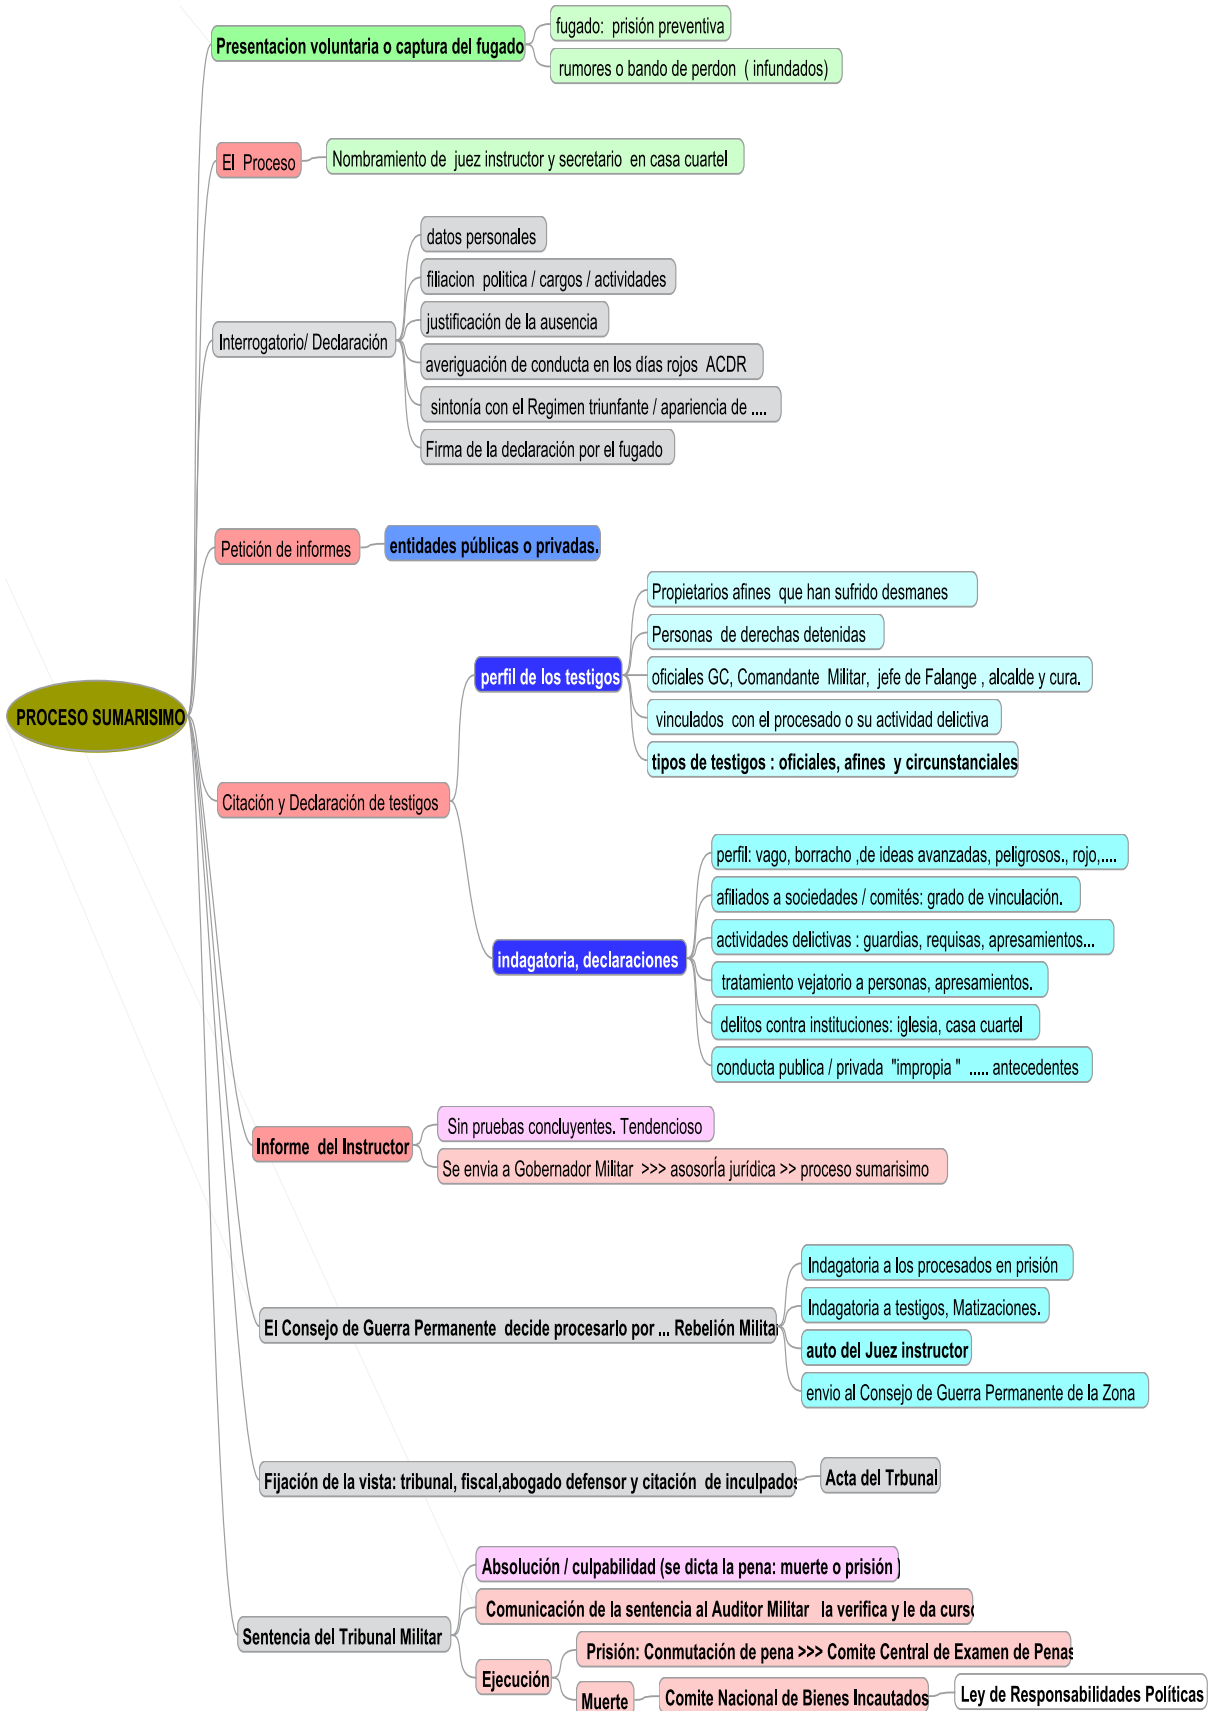 PROCESO SUMARISIMO
Presentacion voluntaria o captura del fugado
fugado: prisión preventiva
rumores o bando de perdon ( infundados)
El Proceso
Nombramiento de juez instructor y secretario en casa cuartel
Interrogatorio/ Declaración
datos personales
filiacion politica / cargos / actividades
justificación de la ausencia
averiguación de conducta en los días rojos ACDR
sintonía con el Regimen triunfante / apariencia de ....
Firma de la declaración por el fugado
Petición de informes
entidades públicas o privadas.
Citación y Declaración de testigos
perfil de los testigos
Propietarios afines que han sufrido desmanes
Personas de derechas detenidas
oficiales GC, Comandante Militar, jefe de Falange , alcalde y cura.
vinculados con el procesado o su actividad delictiva
tipos de testigos : oficiales, afines y circunstanciales
indagatoria, declaraciones
perfil: vago, borracho ,de ideas avanzadas, peligrosos., rojo,....
afiliados a sociedades / comités: grado de vinculación.
actividades delictivas : guardias, requisas, apresamientos...
tratamiento vejatorio a personas, apresamientos.
delitos contra instituciones: iglesia, casa cuartel
conducta publica / privada "impropia " ..... antecedentes
Informe del Instructor
Sin pruebas concluyentes. Tendencioso
Se envia a Gobernador Militar >>> asosorÍa jurídica >> proceso sumarisimo
El Consejo de Guerra Permanente decide procesarlo por ... Rebelión Milita
Indagatoria a los procesados en prisión
Indagatoria a testigos, Matizaciones.
auto del Juez instructor
envio al Consejo de Guerra Permanente de la Zona
Fijación de la vista: tribunal, fiscal,abogado defensor y citación de inculpados
Acta del Trbunal
Sentencia del Tribunal Militar
Absolución / culpabilidad (se dicta la pena: muerte o prisión )
Comunicación de la sentencia al Auditor Militar la verifica y le da curso
Ejecución
Prisión: Conmutación de pena >>> Comite Central de Examen de Penas
Muerte
Comite Nacional de Bienes Incautados
Ley de Responsabilidades Políticas